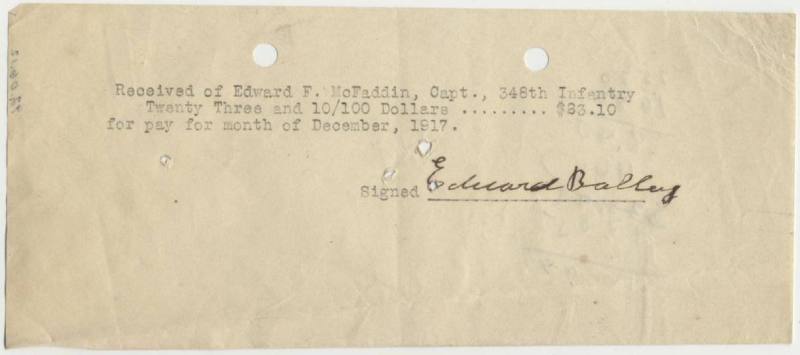 Received of Edward F. McFaddin, Capt., 348th Infantry
Twenty Three and 10/100 Dollars ......... $23.10
for pay for month of December, 1917.
Signed Edward Balley